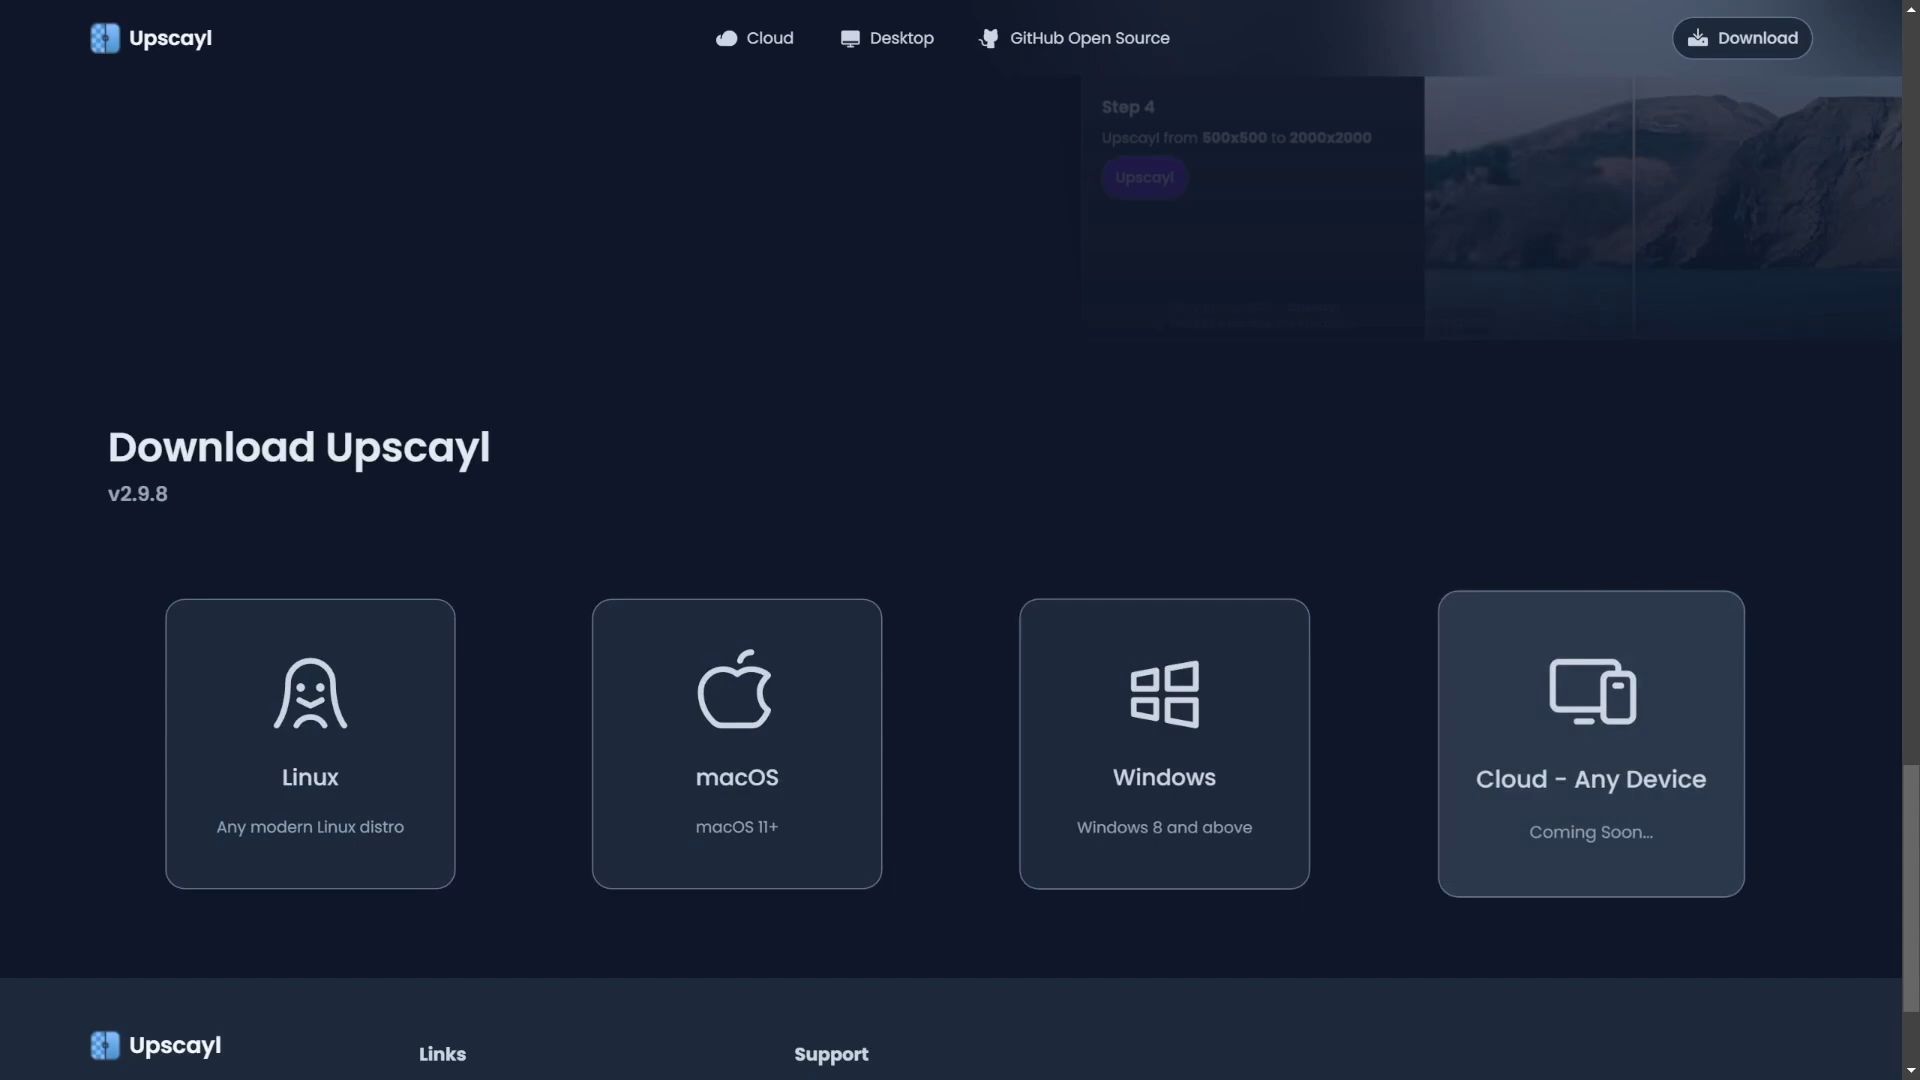 Upscayl
Cloud
Desktop
GitHub Open Source
Download
Step 4
Upscayl from 500x500 to 2000x2000
Upscayl
Download Upscayl
v2.9.8
Linux
Any modern Linux distro
macOS
macOS 11+
Windows
Windows 8 and above
Cloud - Any Device
Coming Soon...
Upscayl
Links
Support